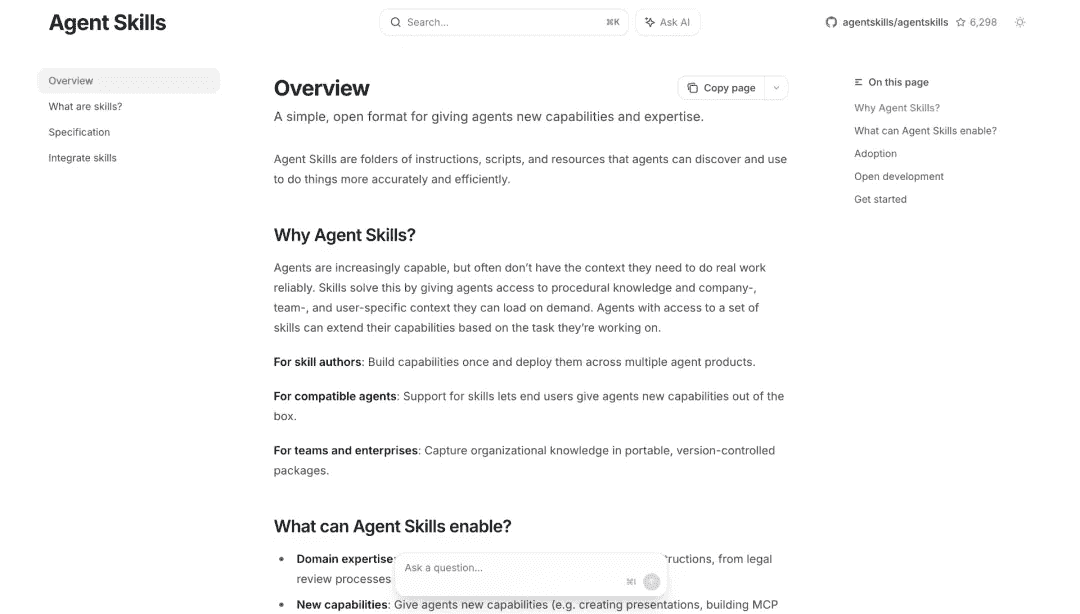 Agent Skills
Search...
⌘K
Ask AI
agentskills/agentskills
6,298
Overview
What are skills?
Specification
Integrate skills
Overview
Copy page
A simple, open format for giving agents new capabilities and expertise.
Agent Skills are folders of instructions, scripts, and resources that agents can discover and use
to do things more accurately and efficiently.
Why Agent Skills?
Agents are increasingly capable, but often don’t have the context they need to do real work
reliably. Skills solve this by giving agents access to procedural knowledge and company-,
team-, and user-specific context they can load on demand. Agents with access to a set of
skills can extend their capabilities based on the task they’re working on.
For skill authors: Build capabilities once and deploy them across multiple agent products.
For compatible agents: Support for skills lets end users give agents new capabilities out of the
box.
For teams and enterprises: Capture organizational knowledge in portable, version-controlled
packages.
What can Agent Skills enable?
Domain expertise: tructions, from legal
review processes
New capabilities: Give agents new capabilities (e.g. creating presentations, building MCP
Ask a question...
⌘I
On this page
Why Agent Skills?
What can Agent Skills enable?
Adoption
Open development
Get started